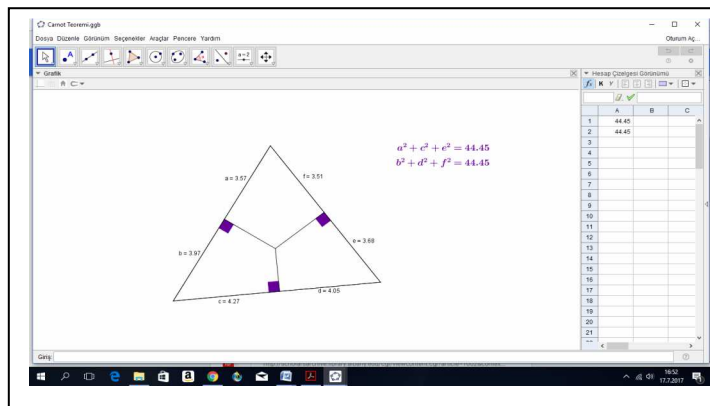 Carnot Teoremi.ggb
Dosya Düzenle Görünüm Seçenekler Araçlar Pencere Yardım
Oturum Aç...
A
a=2
Grafik
Hesap Çizelgesi Görünümü
fx K Y
A B C
1 44.45
2 44.45
3
4
5
6
7
8
9
10
11
12
13
14
15
16
17
18
19
20
21
a² + c² + e² = 44.45
b² + d² + f² = 44.45
a = 3.57
f = 3.51
b = 3.97
e = 3.68
c = 4.27
d = 4.05
Giriş:
16:52
17.7.2017